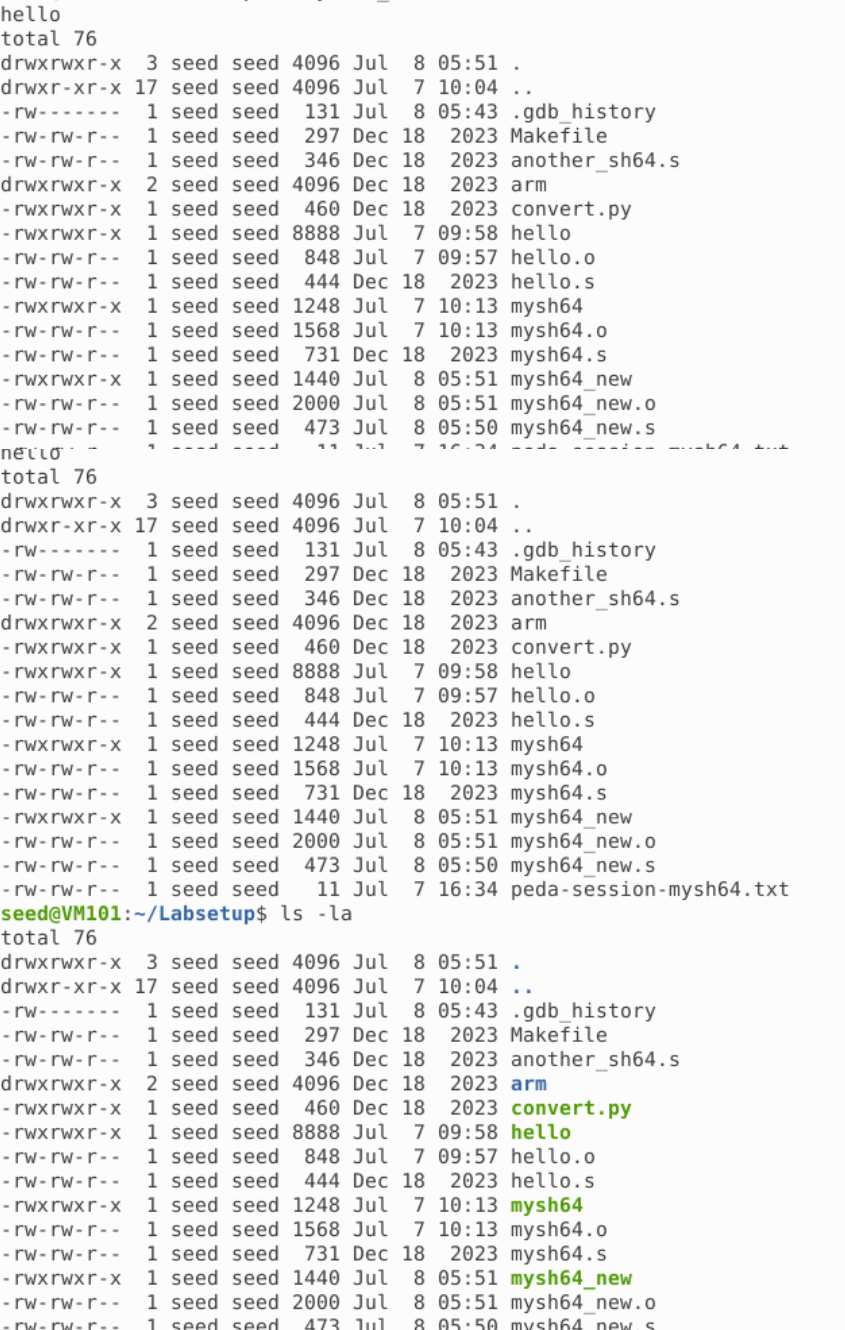 hello
total 76
drwxrwxr-x  3 seed seed 4096 Jul  8 05:51 .
drwxr-xr-x 17 seed seed 4096 Jul  7 10:04 ..
-rw-------  1 seed seed  131 Jul  8 05:43 .gdb_history
-rw-rw-r--  1 seed seed  297 Dec 18  2023 Makefile
-rw-rw-r--  1 seed seed  346 Dec 18  2023 another_sh64.s
drwxrwxr-x  2 seed seed 4096 Dec 18  2023 arm
-rwxrwxr-x  1 seed seed  460 Dec 18  2023 convert.py
-rwxrwxr-x  1 seed seed 8888 Jul  7 09:58 hello
-rw-rw-r--  1 seed seed  848 Jul  7 09:57 hello.o
-rw-rw-r--  1 seed seed  444 Dec 18  2023 hello.s
-rwxrwxr-x  1 seed seed 1248 Jul  7 10:13 mysh64
-rw-rw-r--  1 seed seed 1568 Jul  7 10:13 mysh64.o
-rw-rw-r--  1 seed seed  731 Dec 18  2023 mysh64.s
-rwxrwxr-x  1 seed seed 1440 Jul  8 05:51 mysh64_new
-rw-rw-r--  1 seed seed 2000 Jul  8 05:51 mysh64_new.o
-rw-rw-r--  1 seed seed  473 Jul  8 05:50 mysh64_new.s
total 76
drwxrwxr-x  3 seed seed 4096 Jul  8 05:51 .
drwxr-xr-x 17 seed seed 4096 Jul  7 10:04 ..
-rw-------  1 seed seed  131 Jul  8 05:43 .gdb_history
-rw-rw-r--  1 seed seed  297 Dec 18  2023 Makefile
-rw-rw-r--  1 seed seed  346 Dec 18  2023 another_sh64.s
drwxrwxr-x  2 seed seed 4096 Dec 18  2023 arm
-rwxrwxr-x  1 seed seed  460 Dec 18  2023 convert.py
-rwxrwxr-x  1 seed seed 8888 Jul  7 09:58 hello
-rw-rw-r--  1 seed seed  848 Jul  7 09:57 hello.o
-rw-rw-r--  1 seed seed  444 Dec 18  2023 hello.s
-rwxrwxr-x  1 seed seed 1248 Jul  7 10:13 mysh64
-rw-rw-r--  1 seed seed 1568 Jul  7 10:13 mysh64.o
-rw-rw-r--  1 seed seed  731 Dec 18  2023 mysh64.s
-rwxrwxr-x  1 seed seed 1440 Jul  8 05:51 mysh64_new
-rw-rw-r--  1 seed seed 2000 Jul  8 05:51 mysh64_new.o
-rw-rw-r--  1 seed seed  473 Jul  8 05:50 mysh64_new.s
-rw-rw-r--  1 seed seed   11 Jul  7 16:34 peda-session-mysh64.txt
seed@VM101:~/Labsetup$ ls -la
total 76
drwxrwxr-x  3 seed seed 4096 Jul  8 05:51 .
drwxr-xr-x 17 seed seed 4096 Jul  7 10:04 ..
-rw-------  1 seed seed  131 Jul  8 05:43 .gdb_history
-rw-rw-r--  1 seed seed  297 Dec 18  2023 Makefile
-rw-rw-r--  1 seed seed  346 Dec 18  2023 another_sh64.s
drwxrwxr-x  2 seed seed 4096 Dec 18  2023 arm
-rwxrwxr-x  1 seed seed  460 Dec 18  2023 convert.py
-rwxrwxr-x  1 seed seed 8888 Jul  7 09:58 hello
-rw-rw-r--  1 seed seed  848 Jul  7 09:57 hello.o
-rw-rw-r--  1 seed seed  444 Dec 18  2023 hello.s
-rwxrwxr-x  1 seed seed 1248 Jul  7 10:13 mysh64
-rw-rw-r--  1 seed seed 1568 Jul  7 10:13 mysh64.o
-rw-rw-r--  1 seed seed  731 Dec 18  2023 mysh64.s
-rwxrwxr-x  1 seed seed 1440 Jul  8 05:51 mysh64_new
-rw-rw-r--  1 seed seed 2000 Jul  8 05:51 mysh64_new.o
-rw-rw-r--  1 seed seed  473 Jul  8 05:50 mysh64_new.s